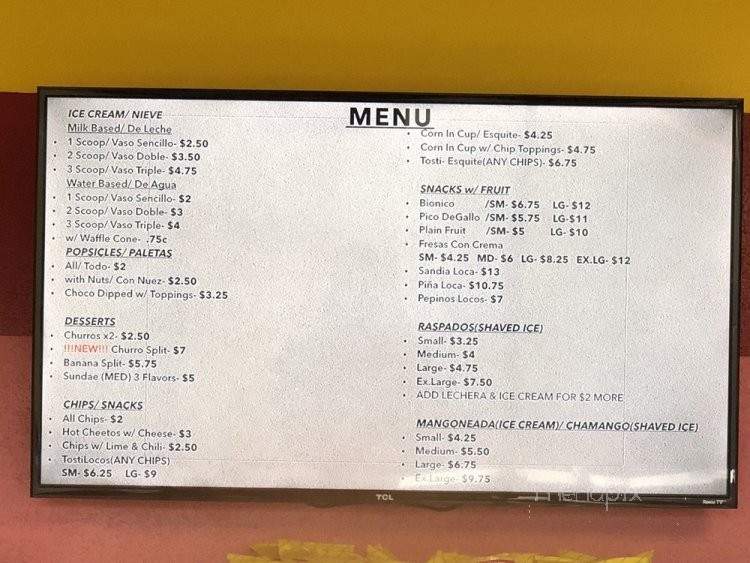 MENU
ICE CREAM/ NIEVE
Milk Based/ De Leche
• 1 Scoop/ Vaso Sencillo- $2.50
• 2 Scoop/ Vaso Doble- $3.50
• 3 Scoop/ Vaso Triple- $4.75
Water Based/ De Agua
• 1 Scoop/ Vaso Sencillo- $2
• 2 Scoop/ Vaso Doble- $3
• 3 Scoop/ Vaso Triple- $4
• w/ Waffle Cone- .75c
POPSICLES/ PALETAS
• All/ Todo- $2
• with Nuts/ Con Nuez- $2.50
• Choco Dipped w/ Toppings- $3.25
DESSERTS
• Churros x2- $2.50
• !!!NEW!!! Churro Split- $7
Banana Split- $5.75
• Sundae (MED) 3 Flavors- $5
CHIPS/ SNACKS
• All Chips- $2
• Hot Cheetos w/ Cheese- $3
• Chips w/ Lime & Chili- $2.50
• TostiLocos(ANY CHIPS)
SM- $6.25 LG- $9
• Corn In Cup/ Esquite- $4.25
• Corn In Cup w/ Chip Toppings- $4.75
• Tosti- Esquite(ANY CHIPS)- $6.75
SNACKS w/ FRUIT
• Bionico /SM- $6.75 LG- $12
• Pico DeGallo /SM- $5.75 LG-$11
• Plain Fruit /SM- $5 LG- $10
• Fresas Con Crema
SM- $4.25 MD- $6 LG- $8.25 EX.LG- $12
• Sandia Loca- $13
• Piña Loca- $10.75
• Pepinos Locos- $7
RASPADOS(SHAVED ICE)
• Small- $3.25
• Medium- $4
• Large- $4.75
• Ex.Large- $7.50
• ADD LECHERA & ICE CREAM FOR $2 MORE
MANGONEADA(ICE CREAM)/ CHAMANGO(SHAVED ICE)
• Small- $4.25
• Medium- $5.50
• Large- $6.75
• Ex.Large- $9.75
menupix
TCL
Roku TV